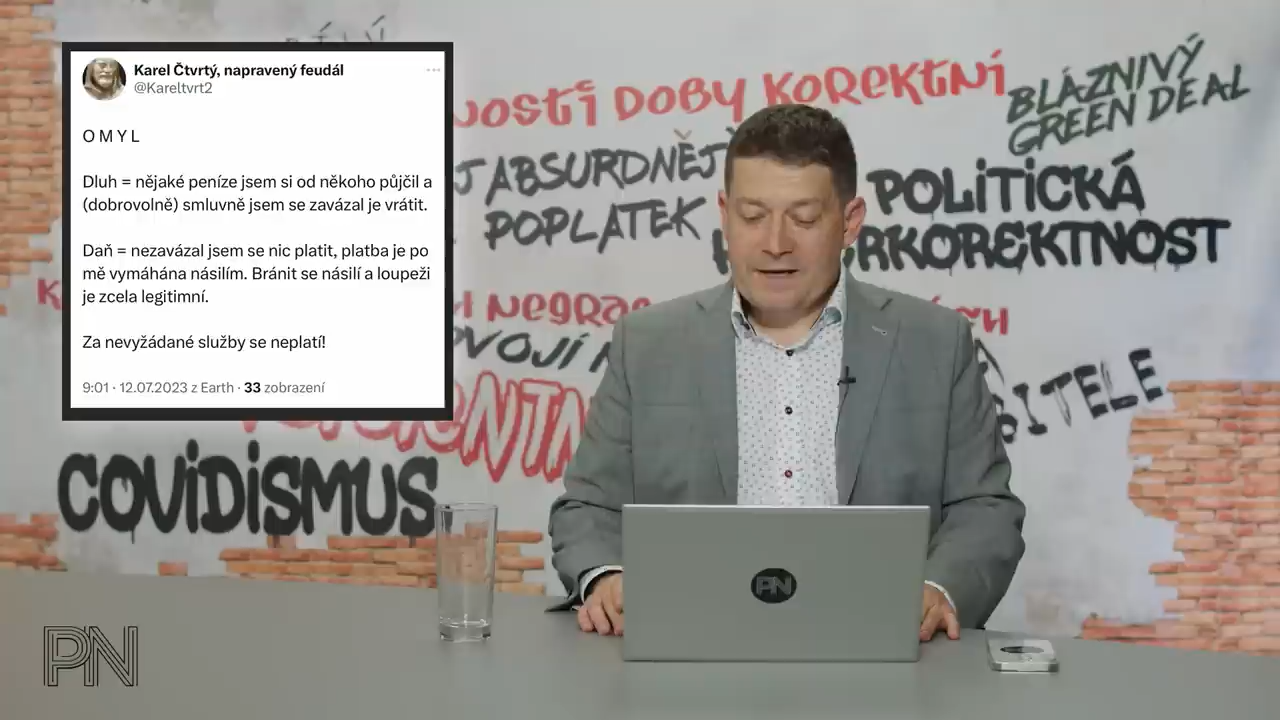 Karel Čtvrtý, napravený feudál
@Kareltvrt2
O M Y L
Dluh = nějaké peníze jsem si od někoho půjčil a
(dobrovolně) smluvně jsem se zavázal je vrátit.
Daň = nezavázal jsem se nic platit, platba je po
mě vymáhána násilím. Bránit se násilí a loupeži
je zcela legitimní.
Za nevyžádané služby se neplatí!
9:01 · 12.07.2023 z Earth · 33 zobrazení
DOBY KOREKTNÍ
BLÁZNIVÝ
GREEN DEAL
POPLATEK
POLITICKÁ
COVIDISMUS
PN
PN